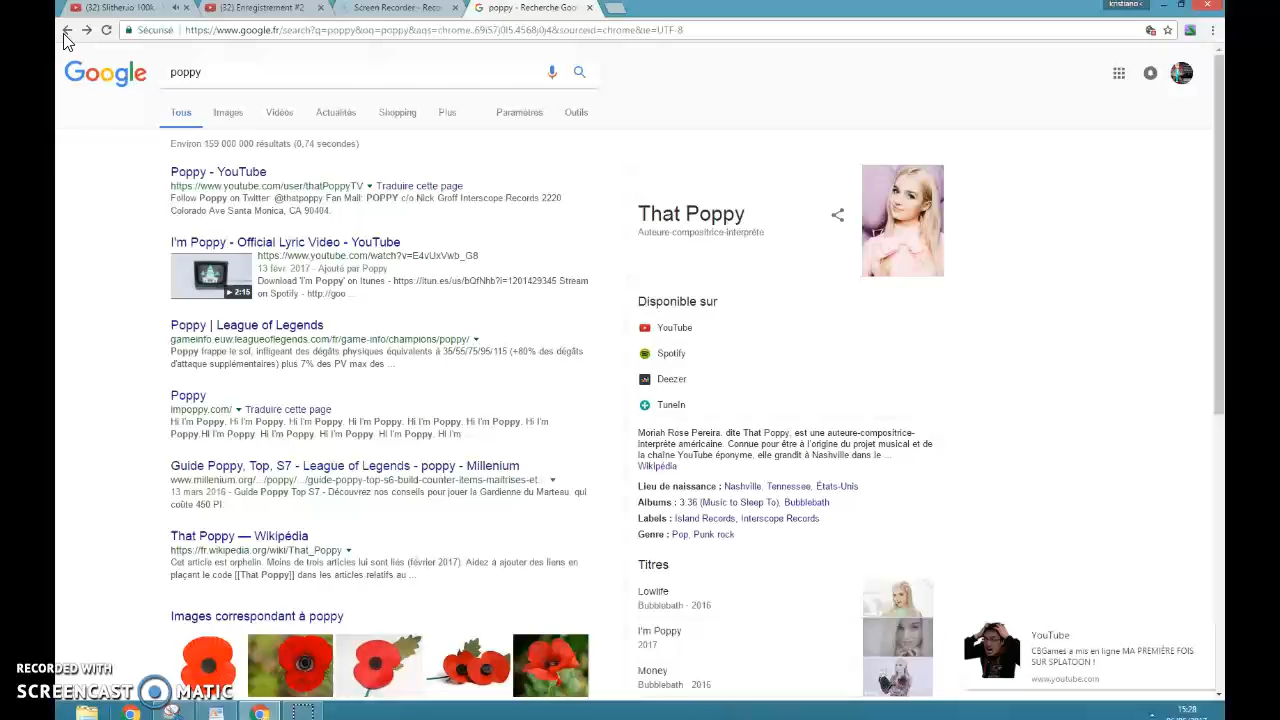 (32) Slither.io 100k
(32) Enregistrement #2
Screen Recorder - Reco
poppy - Recherche Goo
kristiano
Sécurisé
https://www.google.fr/search?q=poppy&oq=poppy&aqs=chrome..69i57j0l5.4568j0j4&sourceid=chrome&ie=UTF-8
Google
poppy
Tous Images Vidéos Actualités Shopping Plus Paramètres Outils
Environ 159 000 000 résultats (0,74 secondes)
Poppy - YouTube
https://www.youtube.com/user/thatPoppyTV Traduire cette page
Follow Poppy on Twitter: @thatpoppy Fan Mail: POPPY c/o Nick Groff Interscope Records 2220
Colorado Ave Santa Monica, CA 90404.
I'm Poppy - Official Lyric Video - YouTube
https://www.youtube.com/watch?v=E4vUxVwb_G8
13 févr. 2017 - Ajouté par Poppy
Download 'I'm Poppy' on Itunes - https://itun.es/us/bQfNhb?i=1201429345 Stream
on Spotify - http://goo ...
2:15
Poppy | League of Legends
gameinfo.euw.leagueoflegends.com/fr/game-info/champions/poppy/
Poppy frappe le sol, infligeant des dégâts physiques équivalents à 35/55/75/95/115 (+80% des dégâts
d'attaque supplémentaires) plus 7% des PV max des ...
Poppy
impoppy.com/ Traduire cette page
Hi I'm Poppy. Hi I'm Poppy. Hi I'm Poppy. Hi I'm Poppy. Hi I'm Poppy. Hi I'm
Poppy.Hi I'm Poppy. Hi I'm Poppy. Hi I'm Poppy. Hi I'm Poppy. Hi I'm
Guide Poppy, Top, S7 - League of Legends - poppy - Millenium
www.millenium.org/.../poppy/.../guide-poppy-top-s6-build-counter-items-maitrises-et...
13 mars 2016 - Guide Poppy Top S7 - Découvrez nos conseils pour jouer la Gardienne du Marteau, qui
coûte 450 PI.
That Poppy — Wikipédia
https://fr.wikipedia.org/wiki/That_Poppy
Cet article est orphelin. Moins de trois articles lui sont liés (février 2017). Aidez à ajouter des liens en
plaçant le code [[That Poppy]] dans les articles relatifs au ...
Images correspondant à poppy
That Poppy
Auteure-compositrice-interprète
Disponible sur
YouTube
Spotify
Deezer
TuneIn
Moriah Rose Pereira, dite That Poppy, est une auteure-compositrice-
interprète américaine. Connue pour être à l'origine du projet musical et de
la chaîne YouTube éponyme, elle grandit à Nashville dans le ...
Wikipédia
Lieu de naissance : Nashville, Tennessee, États-Unis
Albums : 3:36 (Music to Sleep To), Bubblebath
Labels : Island Records, Interscope Records
Genre : Pop, Punk rock
Titres
Lowlife
Bubblebath · 2016
I'm Poppy
2017
Money
Bubblebath · 2016
YouTube
CBGames a mis en ligne MA PREMIÈRE FOIS
SUR SPLATOON !
www.youtube.com
RECORDED WITH
SCREENCAST MATIC
15:28